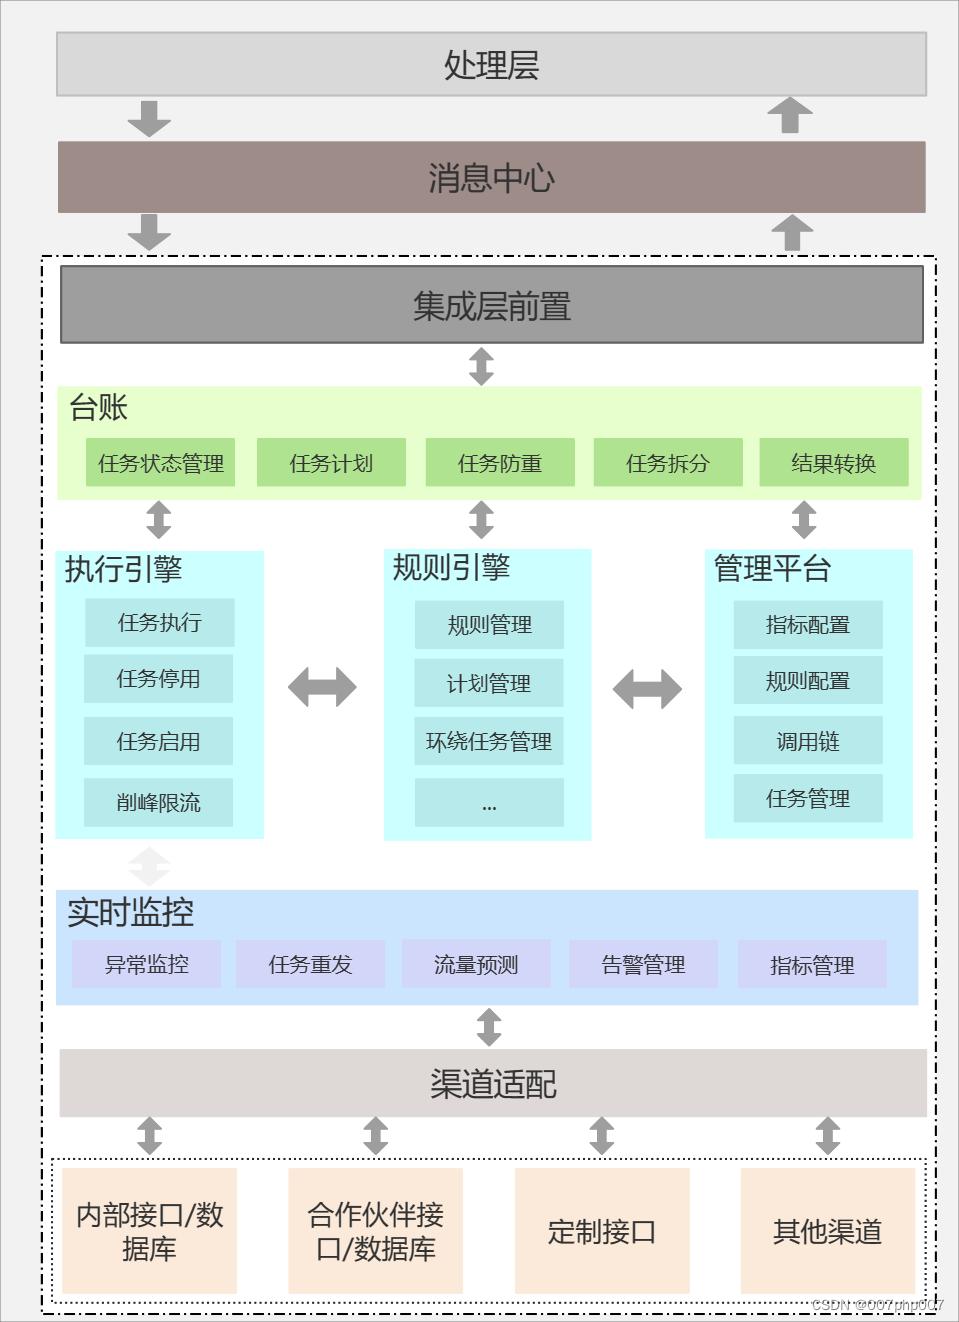 处理层
消息中心
集成层前置
台账
任务状态管理
任务计划
任务防重
任务拆分
结果转换
执行引擎
任务执行
任务停用
任务启用
削峰限流
规则引擎
规则管理
计划管理
环绕任务管理
...
管理平台
指标配置
规则配置
调用链
任务管理
实时监控
异常监控
任务重发
流量预测
告警管理
指标管理
渠道适配
内部接口/数
据库
合作伙伴接
口/数据库
定制接口
其他渠道
CSDN @007php007